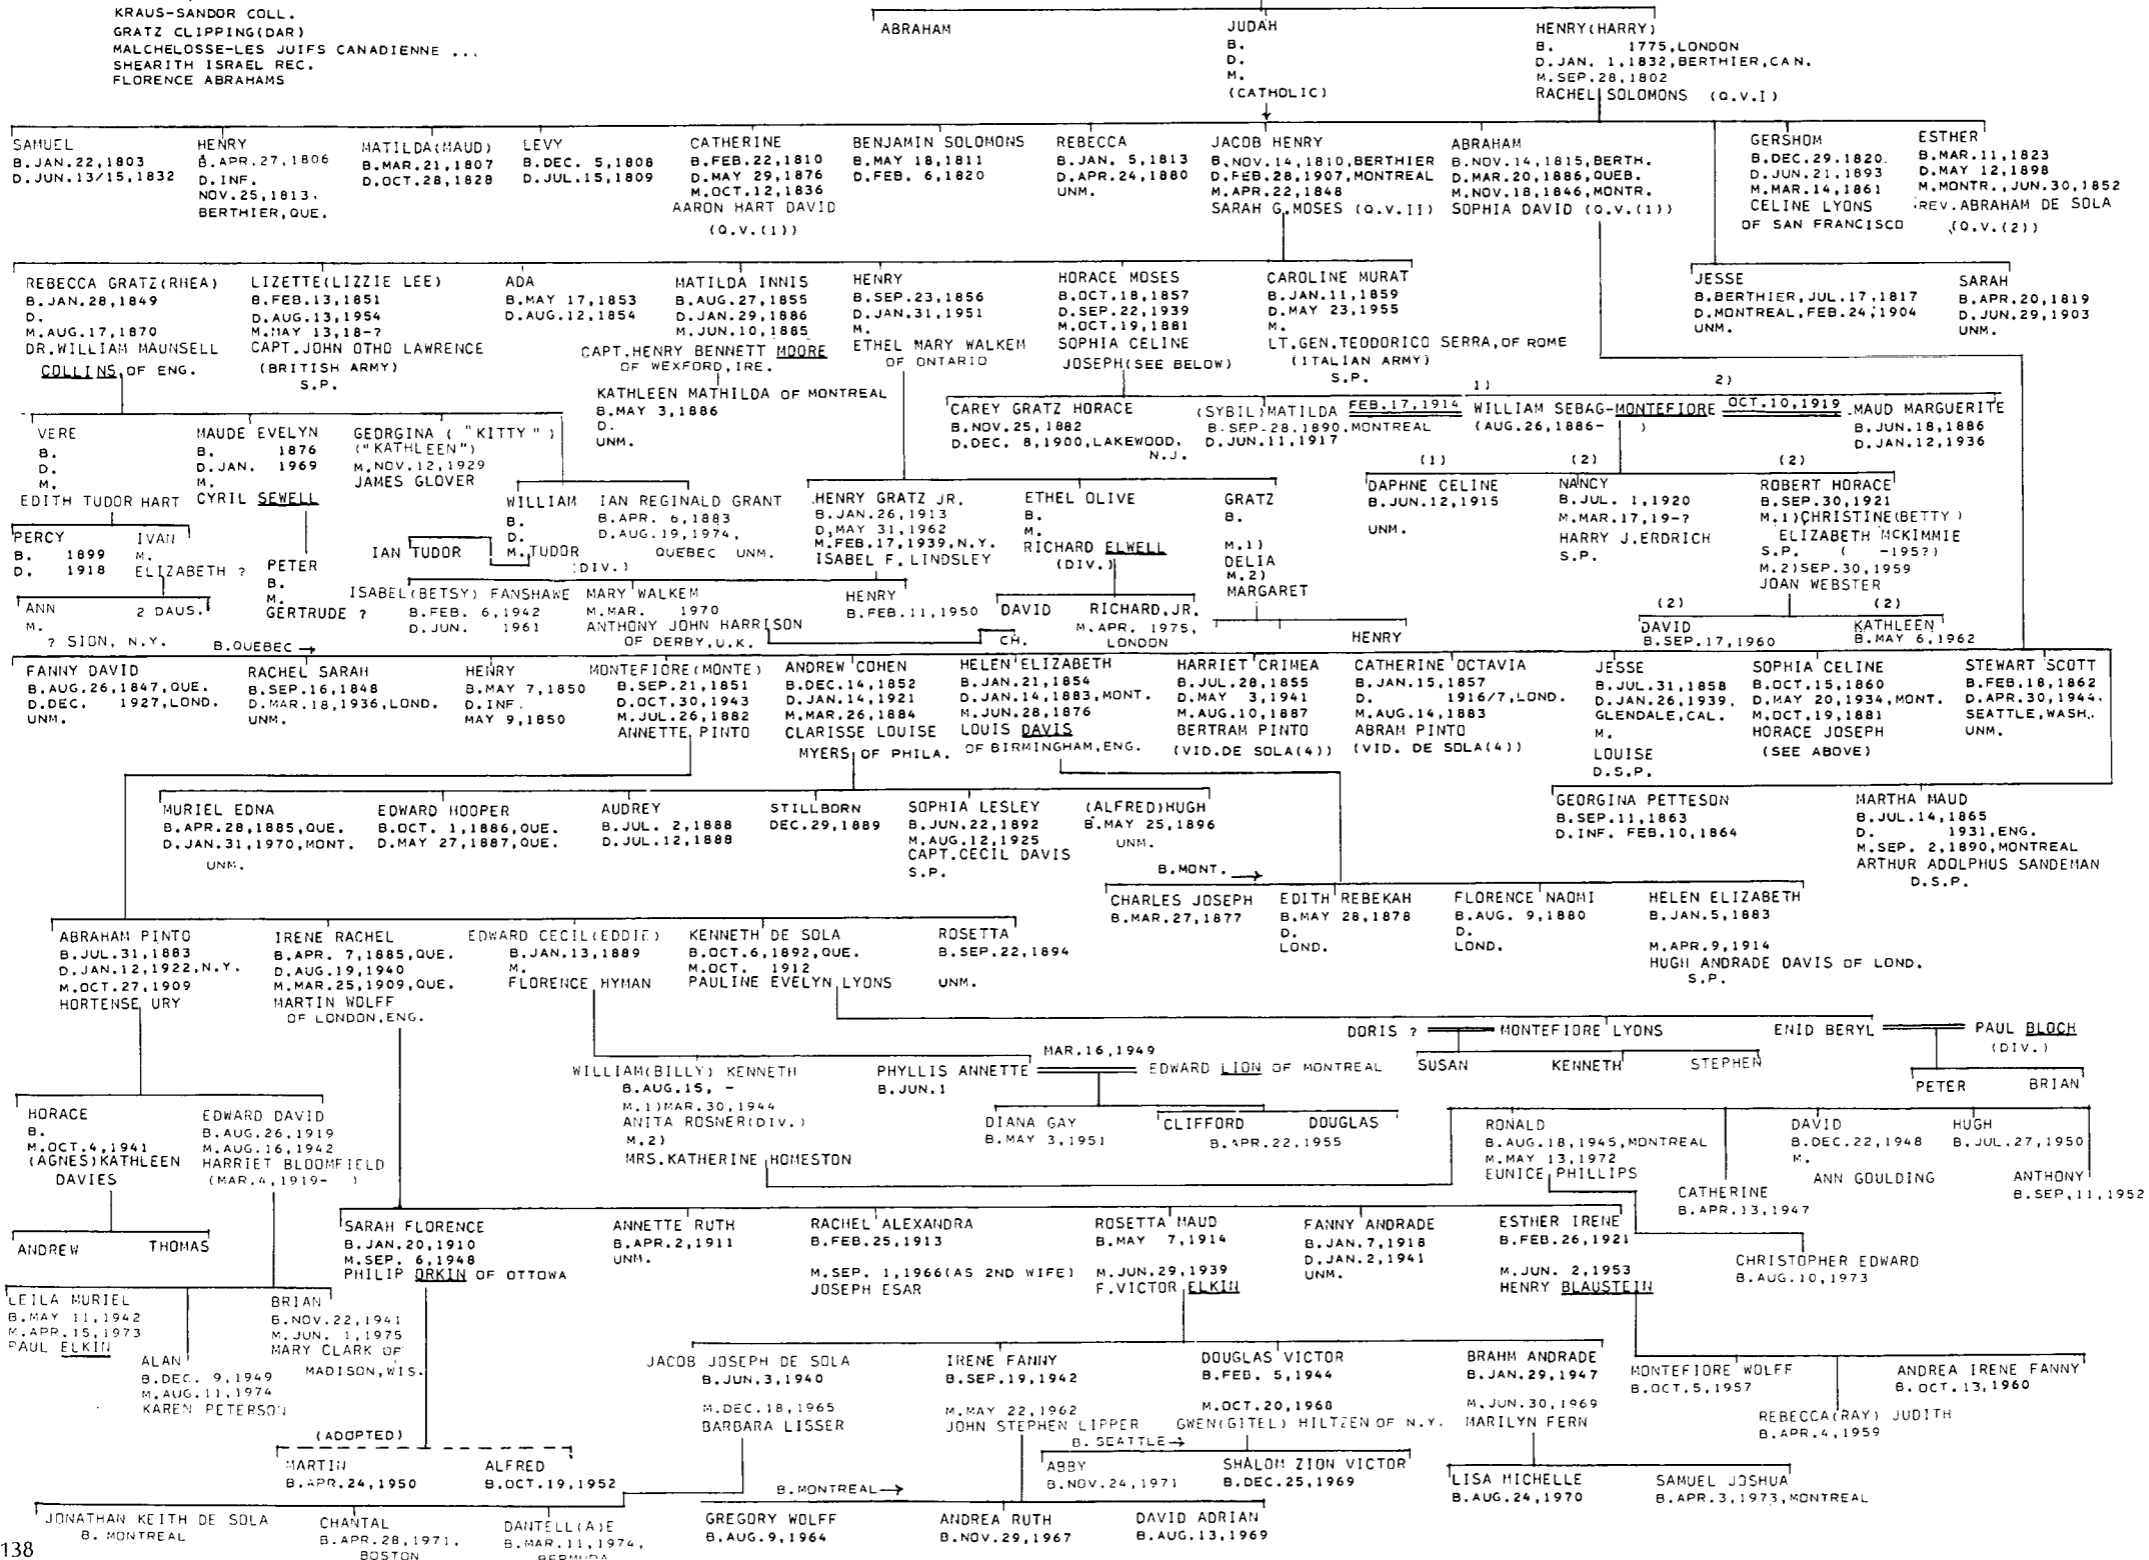 KRAUS-SANDOR COLL.
GRATZ CLIPPING(DAR)
MALCHELOSSE-LES JUIFS CANADIENNE ...
SHEARITH ISRAEL REC.
FLORENCE ABRAHAMS
ABRAHAM
JUDAH
B.
D.
M.
(CATHOLIC)
HENRY(HARRY)
B. 1775,LONDON
D.JAN. 1,1832,BERTHIER,CAN.
M.SEP.28,1802
RACHEL SOLOMONS (Q.V.I)
SAMUEL
B.JAN.22,1803
D.JUN.13/15,1832
HENRY
B.APR.27,1806
D.INF.
NOV.25,1813.
BERTHIER,QUE.
MATILDA(MAUD)
B.MAR.21,1807
D.OCT.28,1828
LEVY
B.DEC. 5,1808
D.JUL.15,1809
CATHERINE
B.FEB.22,1810
D.MAY 29,1876
M.OCT.12,1836
AARON HART DAVID
(Q.V.(1))
BENJAMIN SOLOMONS
B.MAY 18,1811
D.FEB. 6,1820
REBECCA
B.JAN. 5,1813
D.APR.24,1880
UNM.
JACOB HENRY
B.NOV.14,1810,BERTHIER
D.FEB.28,1907,MONTREAL
M.APR.22,1848
SARAH G.MOSES (Q.V.II)
ABRAHAM
B.NOV.14,1815,BERTH.
D.MAR.20,1886,QUEB.
M.NOV.18,1846,MONTR.
SOPHIA DAVID (Q.V.(1))
GERSHOM
B.DEC.29.1820.
D.JUN.21,1893
M.MAR.14,1861
CELINE LYONS
OF SAN FRANCISCO
ESTHER
B.MAR.11,1823
D.MAY 12,1898
M.MONTR.,JUN.30,1852
REV.ABRAHAM DE SOLA
(Q.V.(2))
REBECCA GRATZ(RHEA)
B.JAN.28,1849
D.
M.AUG.17,1870
DR.WILLIAM MAUNSELL
COLLINS,OF ENG.
LIZETTE(LIZZIE LEE)
B.FEB.13,1851
D.AUG.13,1954
M.MAY 13,18-?
CAPT.JOHN OTHO LAWRENCE
(BRITISH ARMY)
S.P.
ADA
B.MAY 17,1853
D.AUG.12,1854
MATILDA INNIS
B.AUG.27,1855
D.JAN.29,1886
M.JUN.10,1885
CAPT.HENRY BENNETT MOORE
OF WEXFORD,IRE.
HENRY
B.SEP.23,1856
D.JAN.31,1951
M.
ETHEL MARY WALKEM
OF ONTARIO
HORACE MOSES
B.OCT.18,1857
D.SEP.22,1939
M.OCT.19,1881
SOPHIA CELINE
JOSEPH(SEE BELOW)
CAROLINE MURAT
B.JAN.11,1859
D.MAY 23,1955
M.
LT.GEN.TEODORICO SERRA,OF ROME
(ITALIAN ARMY)
S.P.
JESSE
B.BERTHIER,JUL.17,1817
D.MONTREAL,FEB.24,1904
UNM.
SARAH
B.APR.20,1819
D.JUN.29,1903
UNM.
KATHLEEN MATHILDA OF MONTREAL
B.MAY 3,1886
D.
UNM.
VERE
B.
D.
M.
EDITH TUDOR HART
MAUDE EVELYN
B. 1876
D.JAN. 1969
M.
CYRIL SEWELL
GEORGINA ( "KITTY" )
("KATHLEEN")
M.NOV.12,1929
JAMES GLOVER
CAREY GRATZ HORACE
B.NOV.25,1882
D.DEC. 8,1900,LAKEWOOD,
N.J.
(SYBIL)MATILDA FEB.17,1914 1) WILLIAM SEBAG-MONTEFIORE 2) OCT.10,1919 MAUD MARGUERITE
B.SEP.28.1890,MONTREAL
D.JUN.11,1917
(AUG.26,1886- )
B.JUN.18,1886
D.JAN.12,1936
WILLIAM
B.
D.
M.TUDOR
(DIV.)
IAN REGINALD GRANT
B.APR. 6,1883
D.AUG.19,1974,
QUEBEC UNM.
HENRY GRATZ JR.
B.JAN.26,1913
D,MAY 31,1962
M.FEB.17,1939,N.Y.
ISABEL F.LINDSLEY
ETHEL OLIVE
B.
M.
RICHARD ELWELL
(DIV.)
GRATZ
B.
M.1)
DELIA
M.2)
MARGARET
(1)
DAPHNE CELINE
B.JUN.12,1915
UNM.
(2)
NANCY
B.JUL. 1,1920
M.MAR.17,19-?
HARRY J.ERDRICH
S.P.
(2)
ROBERT HORACE
B.SEP.30,1921
M.1)CHRISTINE(BETTY)
ELIZABETH MCKIMMIE
S.P. ( -195?)
M.2)SEP.30,1959
JOAN WEBSTER
PERCY
B. 1899
D. 1918
IVAN
M.
ELIZABETH ?
PETER
B.
M.
GERTRUDE ?
IAN TUDOR
ANN
M.
? SION, N.Y.
2 DAUS.
ISABEL(BETSY) FANSHAWE
B.FEB. 6,1942
D.JUN. 1961
MARY WALKEM
M.MAR. 1970
ANTHONY JOHN HARRISON
OF DERBY,U.K.
HENRY
B.FEB.11,1950
CH.
DAVID
RICHARD,JR.
M.APR. 1975,
LONDON
HENRY
(2)
DAVID
B.SEP.17,1960
(2)
KATHLEEN
B.MAY 6,1962
B.QUEBEC →
FANNY DAVID
B.AUG.26,1847,QUE.
D.DEC. 1927,LOND.
UNM.
RACHEL SARAH
B.SEP.16,1848
D.MAR.18,1936,LOND.
UNM.
HENRY
B.MAY 7,1850
D.INF.
MAY 9,1850
MONTEFIORE(MONTE)
B.SEP.21,1851
D.OCT.30,1943
M.JUL.26,1882
ANNETTE PINTO
ANDREW COHEN
B.DEC.14,1852
D.JAN.14,1921
M.MAR.26,1884
CLARISSE LOUISE
MYERS OF PHILA.
HELEN ELIZABETH
B.JAN.21,1854
D.JAN.14,1883,MONT.
M.JUN.28,1876
LOUIS DAVIS
OF BIRMINGHAM,ENG.
HARRIET CRIMEA
B.JUL.28,1855
D.MAY 3,1941
M.AUG.10,1887
BERTRAM PINTO
(VID.DE SOLA(4))
CATHERINE OCTAVIA
B.JAN.15,1857
D. 1916/7,LOND.
M.AUG.14,1883
ABRAM PINTO
(VID. DE SOLA(4))
JESSE
B.JUL.31,1858
D.JAN.26,1939.
GLENDALE,CAL.
M.
LOUISE
D.S.P.
SOPHIA CELINE
B.OCT.15,1860
D.MAY 20,1934,MONT.
M.OCT.19,1881
HORACE JOSEPH
(SEE ABOVE)
STEWART SCOTT
B.FEB.18,1862
D.APR.30,1944.
SEATTLE,WASH.
UNM.
MURIEL EDNA
B.APR.28,1885,QUE.
D.JAN.31,1970,MONT.
UNM.
EDWARD HOOPER
B.OCT. 1,1886,QUE.
D.MAY 27,1887,QUE.
AUDREY
B.JUL. 2,1888
D.JUL.12,1888
STILLBORN
DEC.29,1889
SOPHIA LESLEY
B.JUN.22,1892
M.AUG.12,1925
CAPT.CECIL DAVIS
S.P.
(ALFRED)HUGH
B.MAY 25,1896
UNM.
GEORGINA PETTESON
B.SEP.11,1863
D.INF. FEB.10,1864
MARTHA MAUD
B.JUL.14,1865
D. 1931,ENG.
M.SEP. 2,1890,MONTREAL
ARTHUR ADOLPHUS SANDEMAN
D.S.P.
B.MONT. →
CHARLES JOSEPH
B.MAR.27,1877
EDITH REBEKAH
B.MAY 28,1878
D.
LOND.
FLORENCE NAOMI
B.AUG. 9,1880
D.
LOND.
HELEN ELIZABETH
B.JAN.5,1883
M.APR.9,1914
HUGH ANDRADE DAVIS OF LOND.
S.P.
ABRAHAM PINTO
B.JUL.31,1883
D.JAN.12,1922,N.Y.
M.OCT.27,1909
HORTENSE URY
IRENE RACHEL
B.APR. 7,1885,QUE.
D.AUG.19,1940
M.MAR.25,1909,QUE.
MARTIN WOLFF
OF LONDON,ENG.
EDWARD CECIL(EDDIE)
B.JAN.13,1889
M.
FLORENCE HYMAN
KENNETH DE SOLA
B.OCT.6,1892,QUE.
M.OCT. 1912
PAULINE EVELYN LYONS
ROSETTA
B.SEP.22,1894
UNM.
DORIS ? MONTEFIORE LYONS
ENID BERYL PAUL BLOCH
(DIV.)
SUSAN KENNETH STEPHEN
PETER BRIAN
WILLIAM(BILLY) KENNETH
B.AUG.15, -
M.1)MAR.30,1944
ANITA ROSNER(DIV.)
M.2)
MRS.KATHERINE HOMESTON
PHYLLIS ANNETTE MAR.16,1949 EDWARD LION OF MONTREAL
B.JUN.1
DIANA GAY
B.MAY 3,1951
CLIFFORD DOUGLAS
B.APR.22,1955
HORACE
B.
M.OCT.4,1941
(AGNES)KATHLEEN
DAVIES
EDWARD DAVID
B.AUG.26,1919
M.AUG.16,1942
HARRIET BLOOMFIELD
(MAR.4,1919- )
RONALD
B.AUG.18,1945,MONTREAL
M.MAY 13,1972
EUNICE PHILLIPS
CATHERINE
B.APR.13,1947
DAVID
B.DEC.22,1948
M.
ANN GOULDING
HUGH
B.JUL.27,1950
ANTHONY
B.SEP,11,1952
ANDREW THOMAS
SARAH FLORENCE
B.JAN.20,1910
M.SEP. 6,1948
PHILIP ORKIN OF OTTOWA
ANNETTE RUTH
B.APR.2,1911
UNM.
RACHEL ALEXANDRA
B.FEB.25,1913
M.SEP. 1,1966(AS 2ND WIFE)
JOSEPH ESAR
ROSETTA MAUD
B.MAY 7,1914
M.JUN.29,1939
F.VICTOR ELKIN
FANNY ANDRADE
B.JAN.7,1918
D.JAN.2,1941
UNM.
ESTHER IRENE
B.FEB.26,1921
M.JUN. 2,1953
HENRY BLAUSTEIN
CHRISTOPHER EDWARD
B.AUG.10,1973
LEILA MURIEL
B.MAY 11,1942
M.APR.15,1973
PAUL ELKIN
ALAN
B.DEC. 9,1949
M.AUG.11,1974
KAREN PETERSON
BRIAN
B.NOV.22,1941
M.JUN. 1,1975
MARY CLARK OF
MADISON,WIS.
JACOB JOSEPH DE SOLA
B.JUN.3,1940
M.DEC.18,1965
BARBARA LISSER
IRENE FANNY
B.SEP.19,1942
M.MAY 22,1962
JOHN STEPHEN LIPPER
DOUGLAS VICTOR
B.FEB. 5,1944
M.OCT.20,1968
GWEN(GITEL) HILTZEN OF N.Y.
BRAHM ANDRADE
B.JAN.29,1947
M.JUN.30,1969
MARILYN FERN
MONTEFIORE WOLFF
B.OCT.5,1957
REBECCA(RAY) JUDITH
B.APR.4,1959
ANDREA IRENE FANNY
B.OCT.13,1960
(ADOPTED)
MARTIN
B.APR.24,1950
ALFRED
B.OCT.19,1952
B. SEATTLE→
ABBY
B.NOV.24,1971
SHALOM ZION VICTOR
B.DEC.25,1969
LISA MICHELLE
B.AUG.24,1970
SAMUEL JOSHUA
B.APR.3,1973,MONTREAL
B.MONTREAL→
JONATHAN KEITH DE SOLA
B. MONTREAL
CHANTAL
B.APR.28,1971.
BOSTON
DANTELL(A)E
B.MAR.11,1974,
BERMUDA
GREGORY WOLFF
B.AUG.9,1964
ANDREA RUTH
B.NOV.29,1967
DAVID ADRIAN
B.AUG.13,1969
138